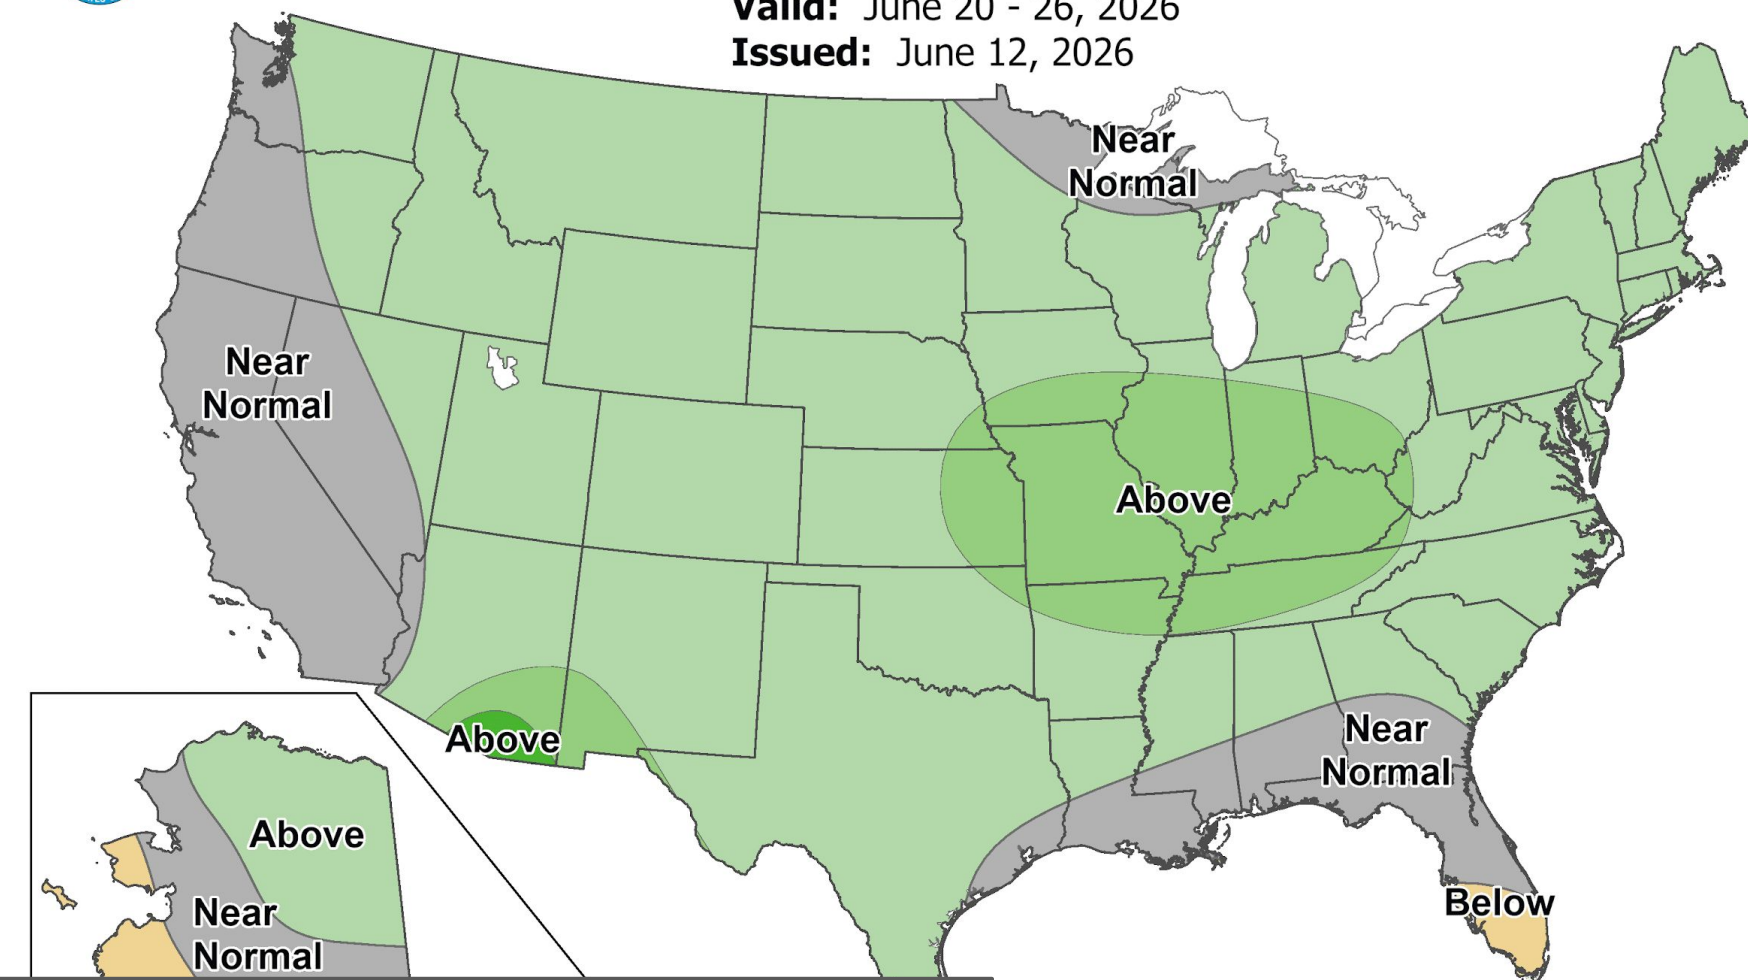 Valid: June 20 - 26, 2026
Issued: June 12, 2026
Near
Normal
Near
Normal
Above
Above
Near
Normal
Above
Near
Normal
Below